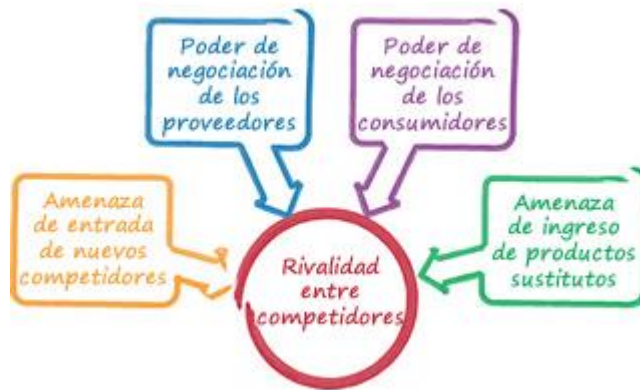 Poder de
negociación
de los
proveedores
Poder de
negociación
de los
consumidores
Amenaza
de entrada
de nuevos
competidores
Rivalidad
entre
competidores
Amenaza
de ingreso
de productos
sustitutos